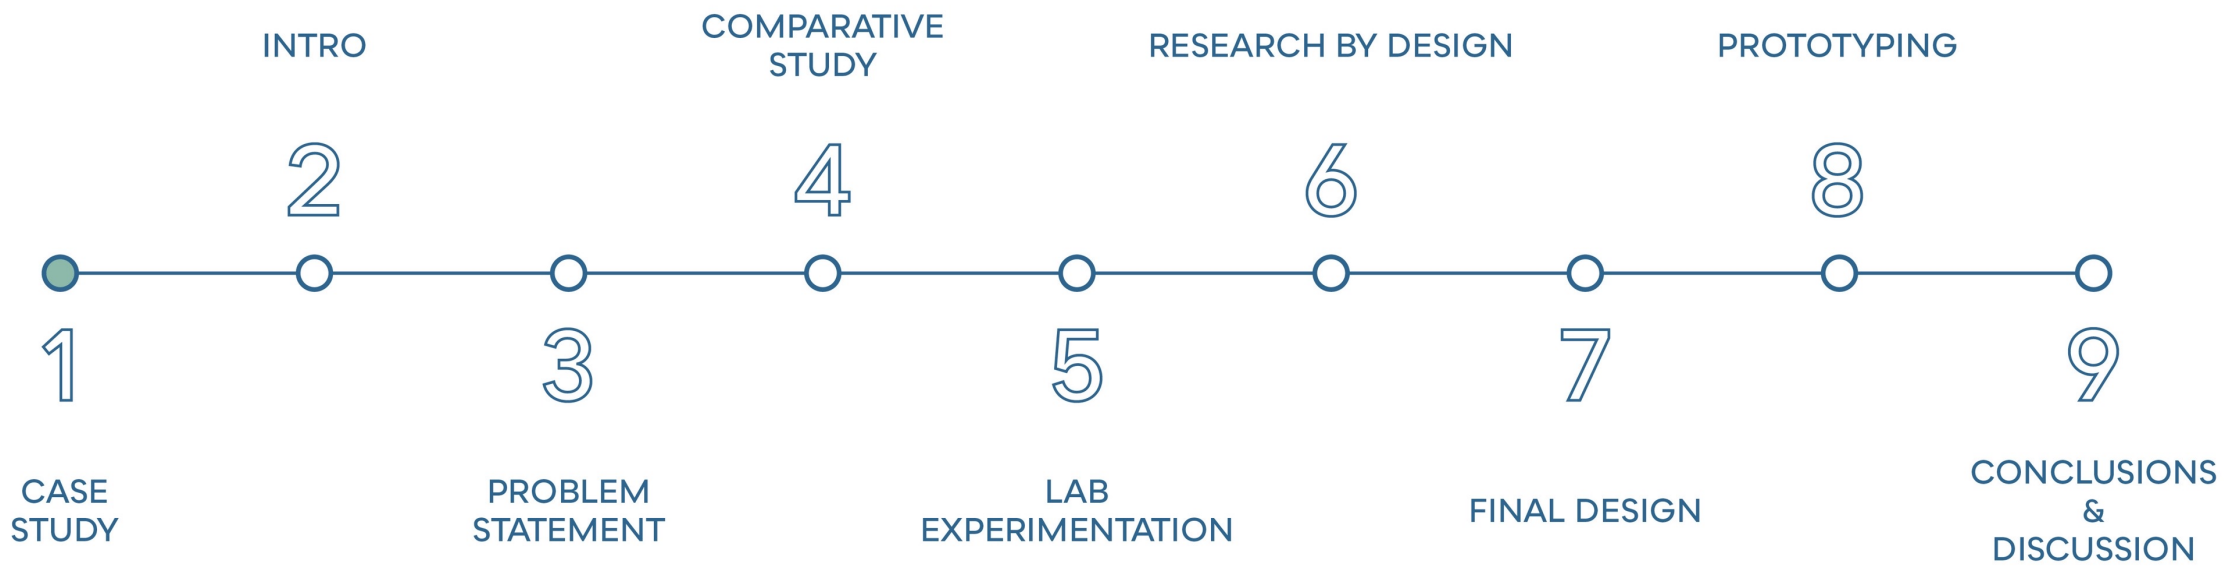 INTRO
COMPARATIVE
STUDY
RESEARCH BY DESIGN
PROTOTYPING
2
4
6
8
1
3
5
7
9
CASE
STUDY
PROBLEM
STATEMENT
LAB
EXPERIMENTATION
FINAL DESIGN
CONCLUSIONS
&
DISCUSSION